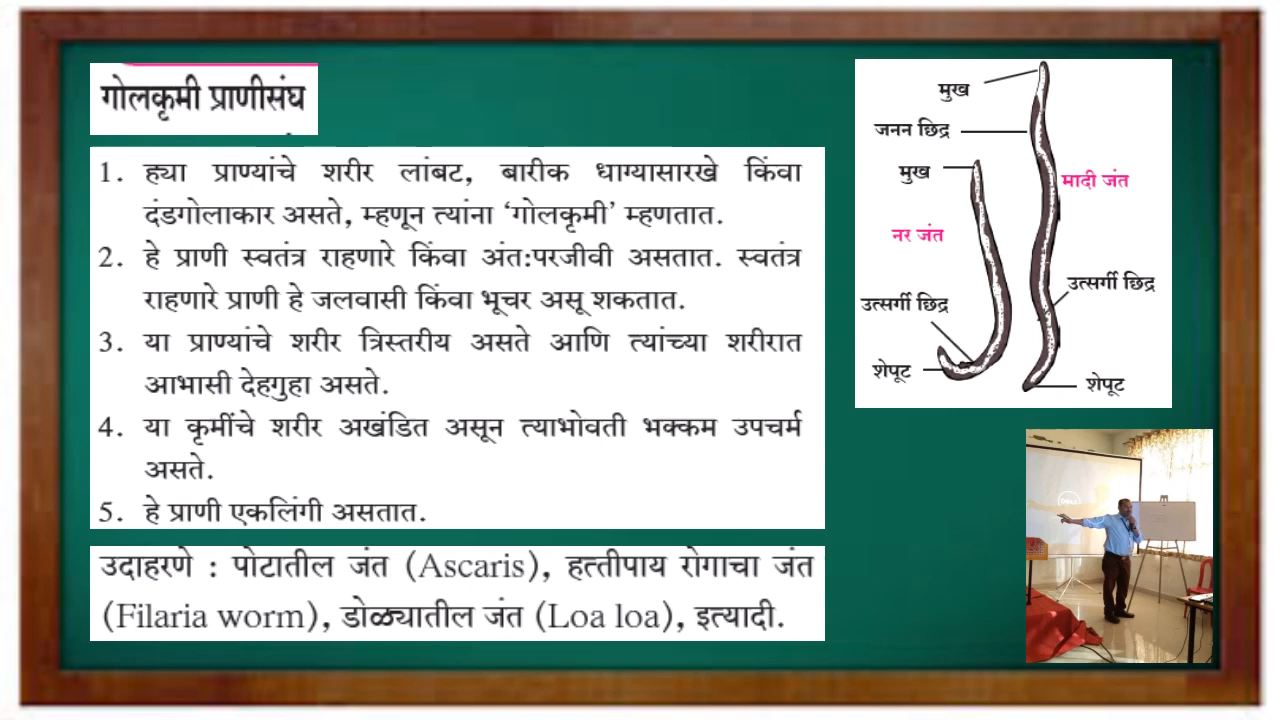 गोलकृमी प्राणीसंघ
1. ह्या प्राण्यांचे शरीर लांबट, बारीक धाग्यासारखे किंवा
दंडगोलाकार असते, म्हणून त्यांना ‘गोलकृमी’ म्हणतात.
2. हे प्राणी स्वतंत्र राहणारे किंवा अंत:परजीवी असतात. स्वतंत्र
राहणारे प्राणी हे जलवासी किंवा भूचर असू शकतात.
3. या प्राण्यांचे शरीर त्रिस्तरीय असते आणि त्यांच्या शरीरात
आभासी देहगुहा असते.
4. या कृमींचे शरीर अखंडित असून त्याभोवती भक्कम उपचर्म
असते.
5. हे प्राणी एकलिंगी असतात.
उदाहरणे : पोटातील जंत (Ascaris), हत्तीपाय रोगाचा जंत
(Filaria worm), डोळ्यातील जंत (Loa loa), इत्यादी.
मुख
जनन छिद्र
मुख
मादी जंत
नर जंत
उत्सर्गी छिद्र
उत्सर्गी छिद्र
शेपूट
शेपूट
DELL